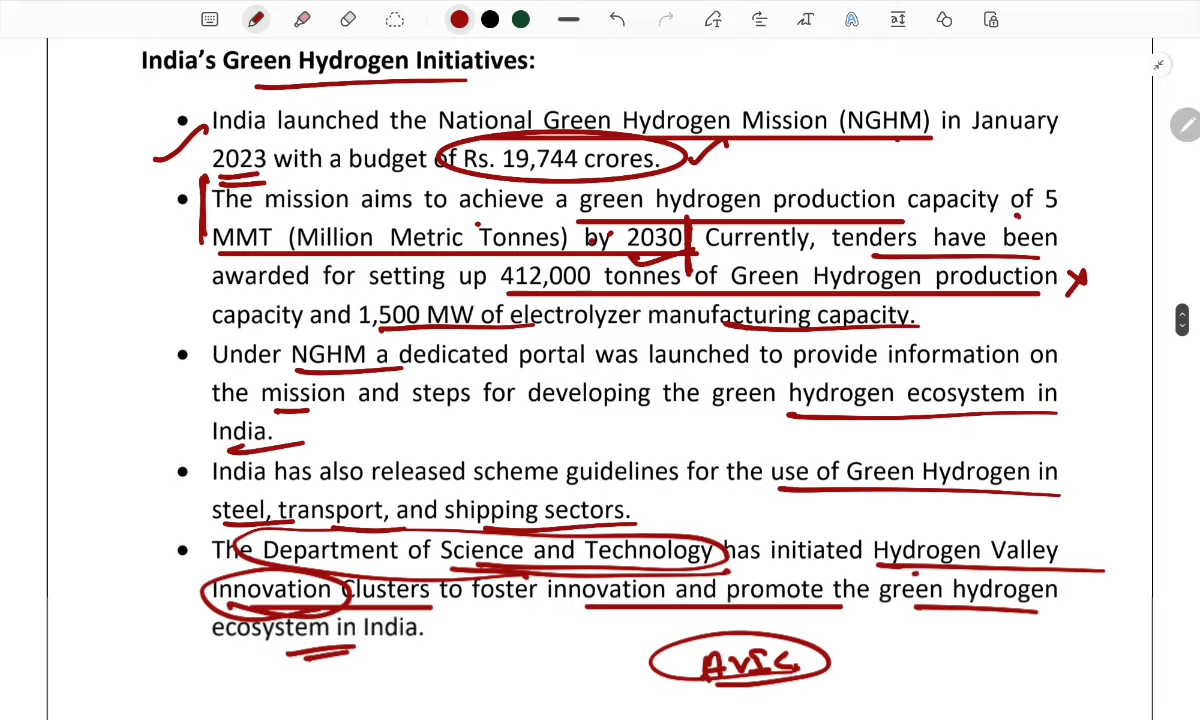 India’s Green Hydrogen Initiatives:
• India launched the National Green Hydrogen Mission (NGHM) in January
2023 with a budget of Rs. 19,744 crores.
• The mission aims to achieve a green hydrogen production capacity of 5
MMT (Million Metric Tonnes) by 2030 Currently, tenders have been
awarded for setting up 412,000 tonnes of Green Hydrogen production
capacity and 1,500 MW of electrolyzer manufacturing capacity.
• Under NGHM a dedicated portal was launched to provide information on
the mission and steps for developing the green hydrogen ecosystem in
India.
• India has also released scheme guidelines for the use of Green Hydrogen in
steel, transport, and shipping sectors.
• The Department of Science and Technology has initiated Hydrogen Valley
Innovation Clusters to foster innovation and promote the green hydrogen
ecosystem in India.